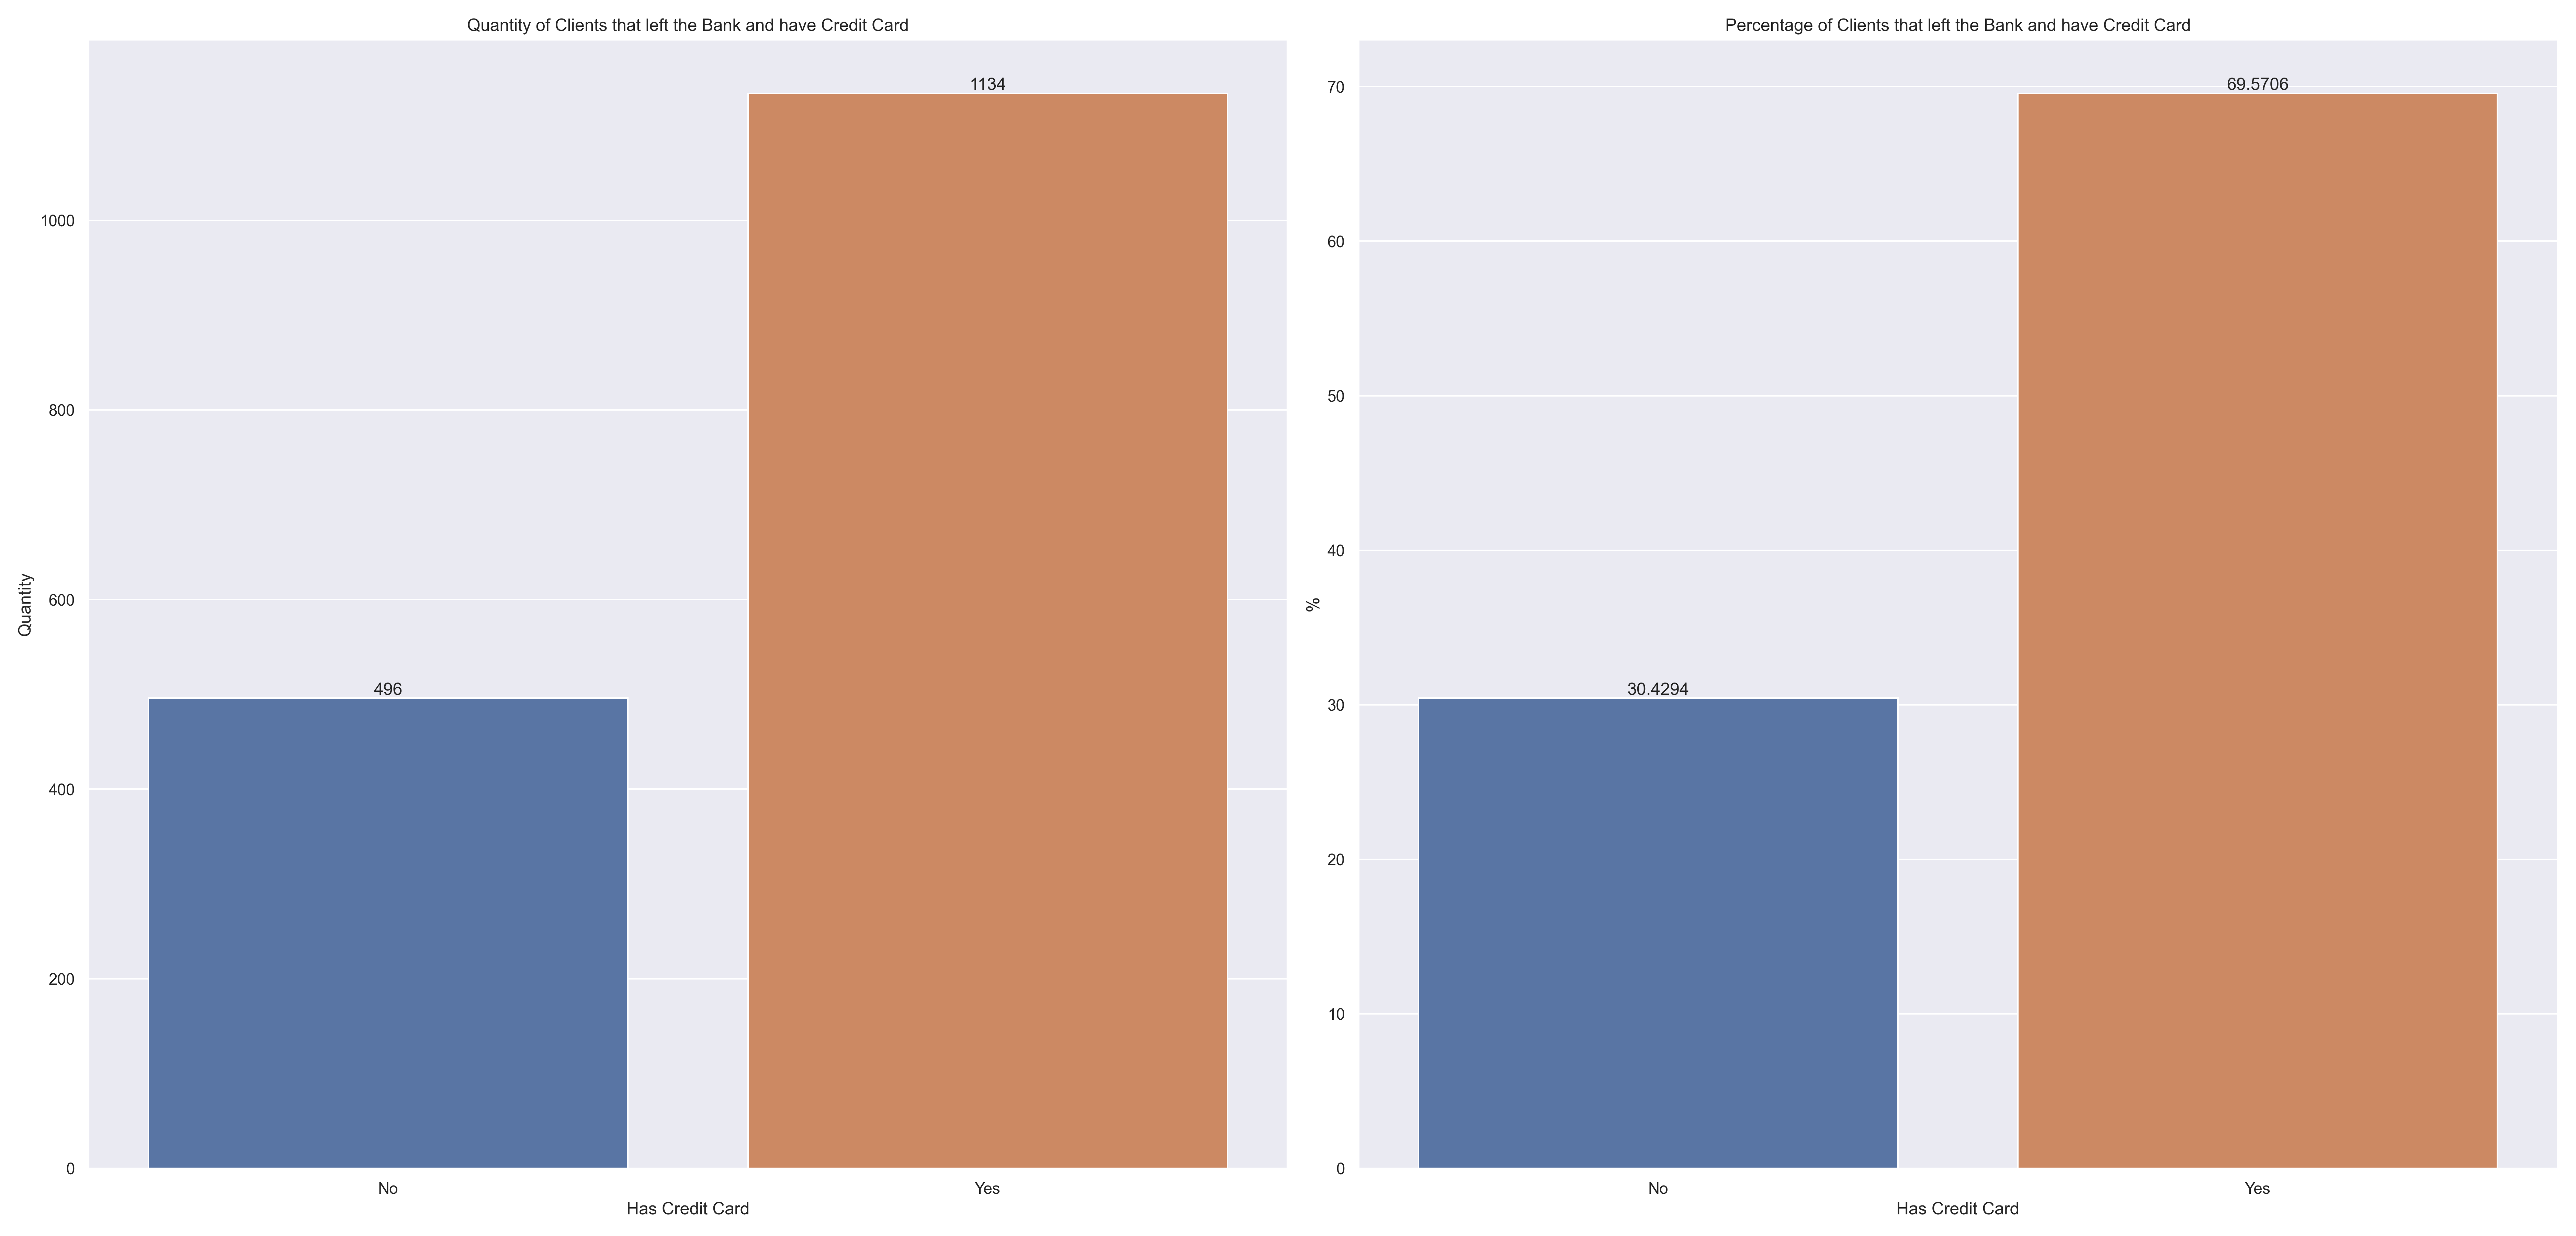 Quantity of Clients that left the Bank and have Credit Card
1134
1000
800
600
496
400
200
0
Quantity
No
Yes
Has Credit Card
Percentage of Clients that left the Bank and have Credit Card
70
69.5706
60
50
40
30.4294
30
20
10
0
%
No
Yes
Has Credit Card